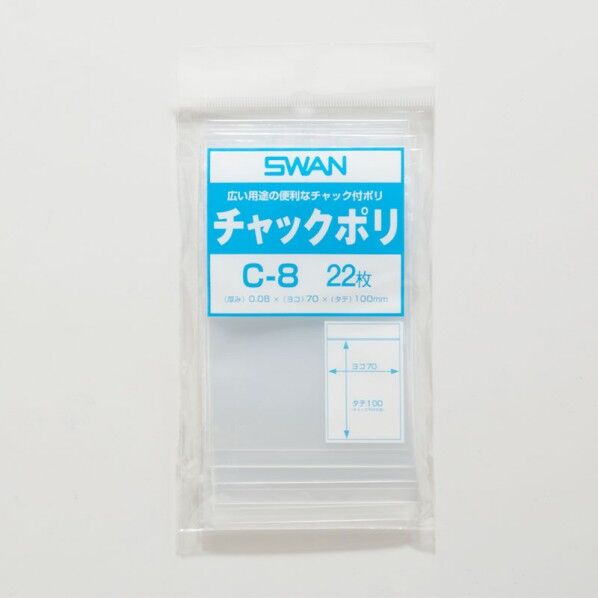 SWAN
広い用途の便利なチャック付ポリ
チャックポリ
C-8 22枚
(厚み) 0.08 × (ヨコ) 70 × (タテ) 100mm
ヨコ70
タテ100